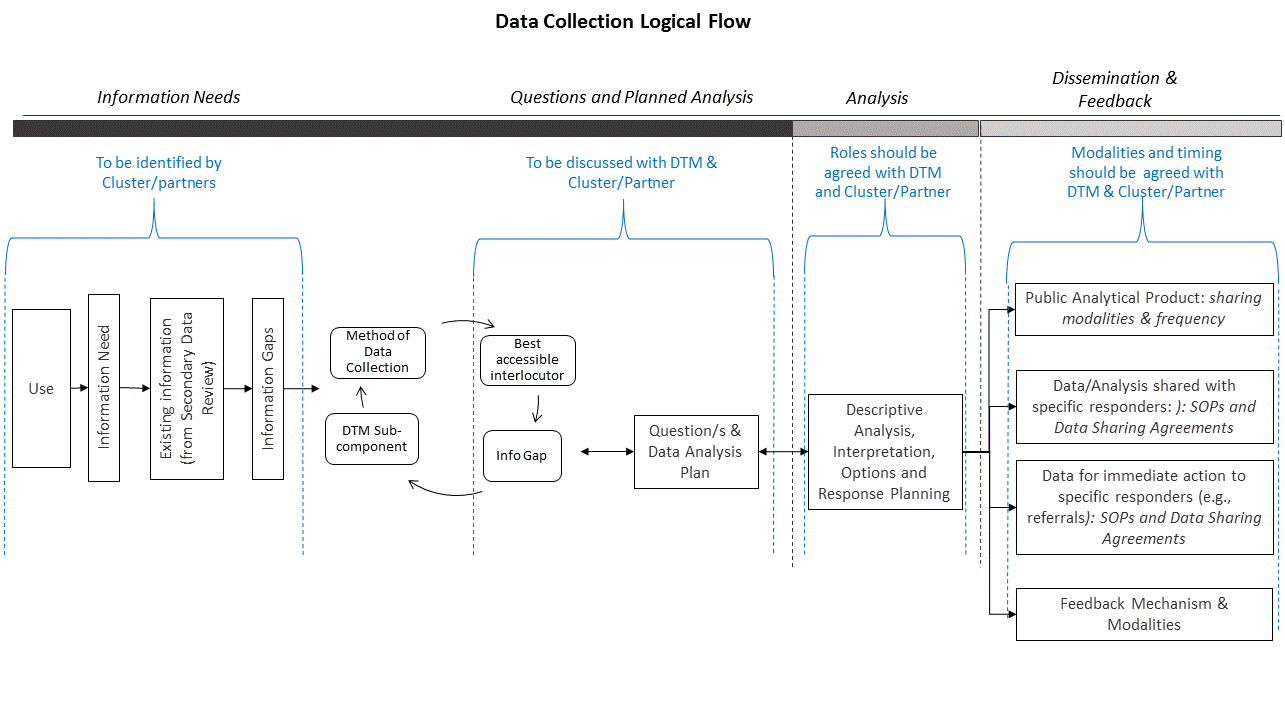 Data Collection Logical Flow
Information Needs
Questions and Planned Analysis
Analysis
Dissemination &
Feedback
To be identified by
Cluster/partners
To be discussed with DTM &
Cluster/Partner
Roles should be
agreed with DTM
and Cluster/Partner
Modalities and timing
should be agreed with
DTM & Cluster/Partner
Use
Information Need
Existing information
(from Secondary Data
Review)
Information Gaps
Method of
Data
Collection
DTM Sub-
component
Best
accessible
interlocutor
Info Gap
Question/s &
Data Analysis
Plan
Descriptive
Analysis,
Interpretation,
Options and
Response Planning
Public Analytical Product: sharing
modalities & frequency
Data/Analysis shared with
specific responders: ): SOPs and
Data Sharing Agreements
Data for immediate action to
specific responders (e.g.,
referrals): SOPs and Data Sharing
Agreements
Feedback Mechanism &
Modalities